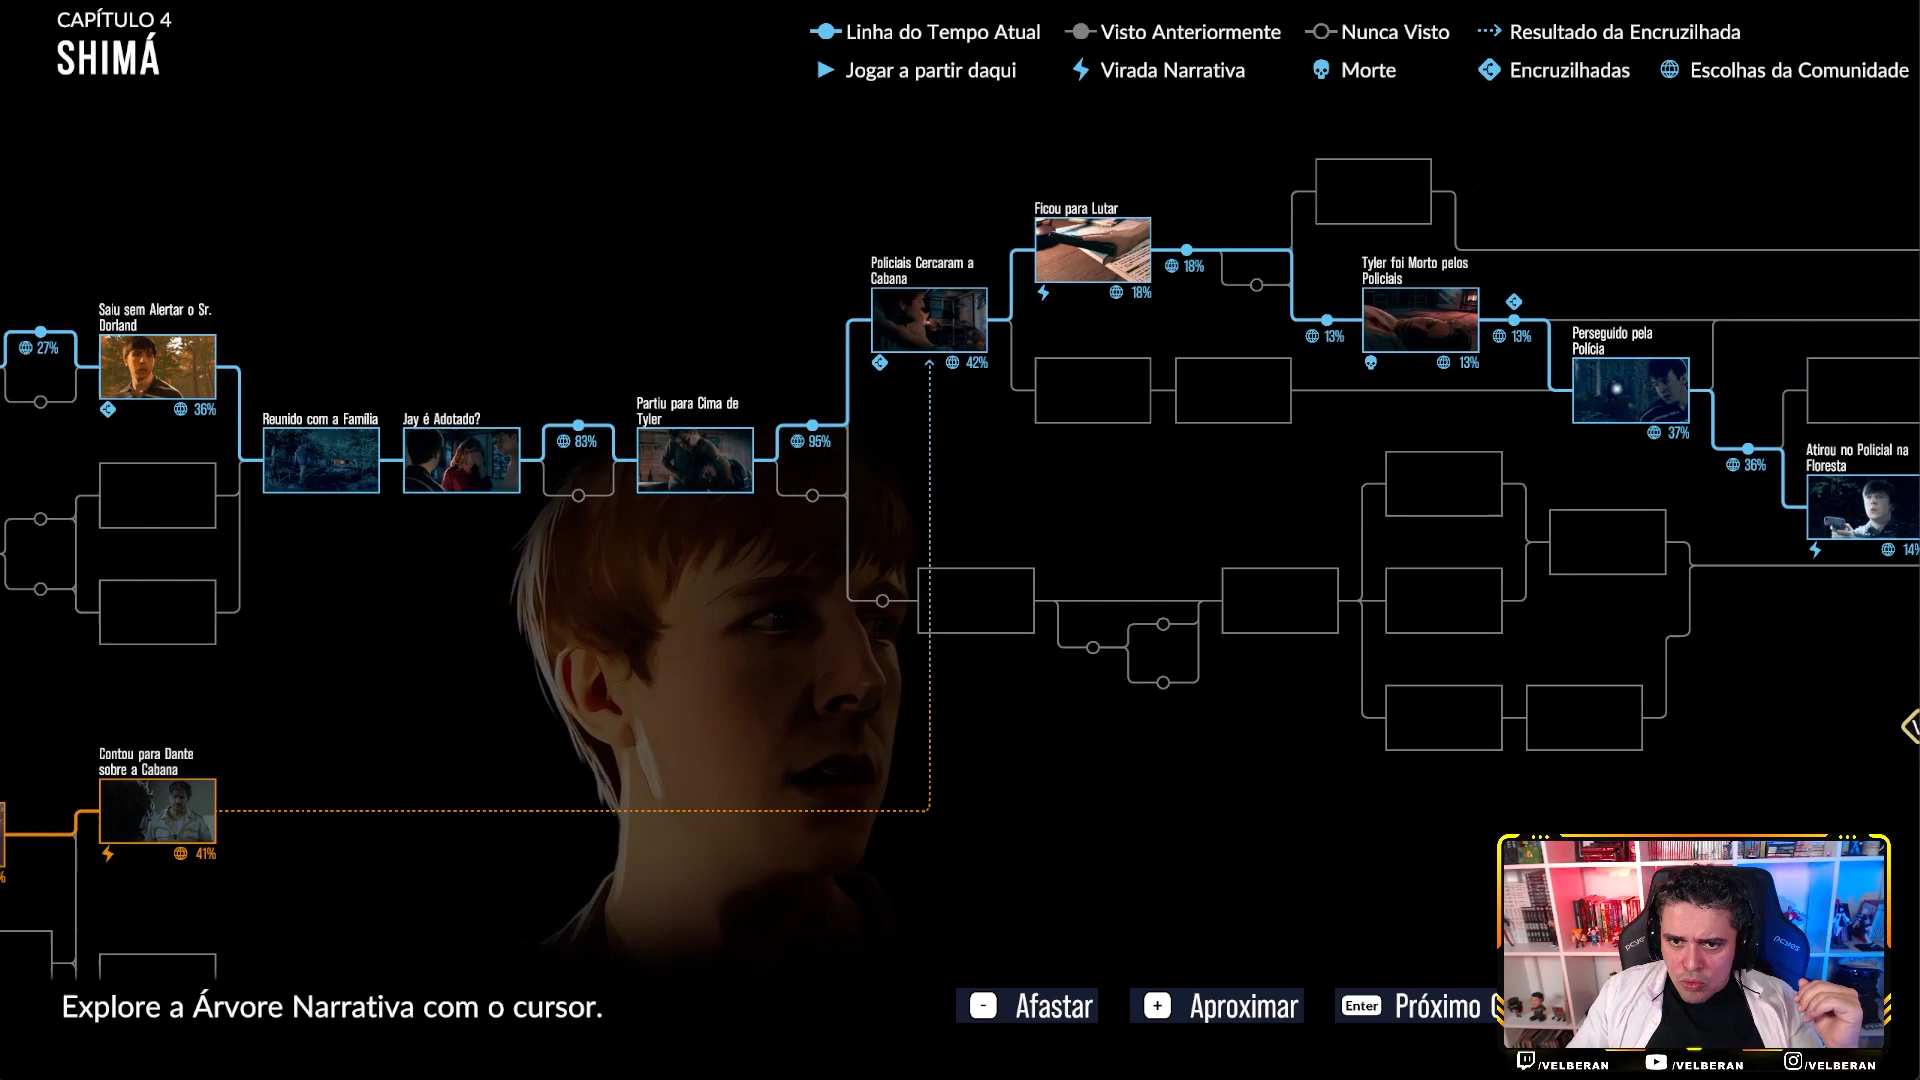 CAPÍTULO 4
SHIMÁ
Linha do Tempo Atual
Visto Anteriormente
Nunca Visto
Resultado da Encruzilhada
Jogar a partir daqui
Virada Narrativa
Morte
Encruzilhadas
Escolhas da Comunidade
27%
Saiu sem Alertar o Sr.
Dorland
36%
Reunido com a Família
Jay é Adotado?
83%
Partiu para Cima de
Tyler
95%
Policiais Cercaram a
Cabana
42%
Ficou para Lutar
18%
18%
13%
Tyler foi Morto pelos
Policiais
13%
13%
Perseguido pela
Polícia
37%
36%
Atirou no Policial na
Floresta
14%
Contou para Dante
sobre a Cabana
41%
%
Explore a Árvore Narrativa com o cursor.
- Afastar
+ Aproximar
Enter Próximo
pcyes
pcyes
/VELBERAN
/VELBERAN
/VELBERAN